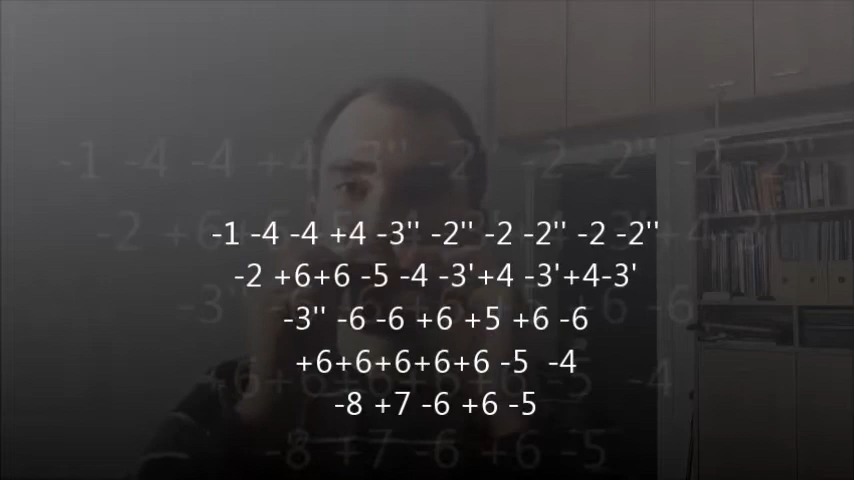 -1 -4 -4 +4 -3'' -2'' -2 -2'' -2 -2''
-2 +6+6 -5 -4 -3'+4 -3'+4-3'
-3'' -6 -6 +6 +5 +6 -6
+6+6+6+6+6 -5  -4
-8 +7 -6 +6 -5